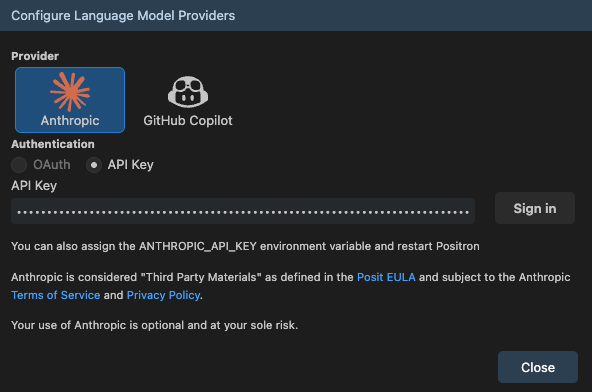 Configure Language Model Providers
Provider
Anthropic
GitHub Copilot
Authentication
OAuth
API Key
API Key
Sign in
You can also assign the ANTHROPIC_API_KEY environment variable and restart Positron
Anthropic is considered "Third Party Materials" as defined in the Posit EULA and subject to the Anthropic
Terms of Service and Privacy Policy.
Your use of Anthropic is optional and at your sole risk.
Close